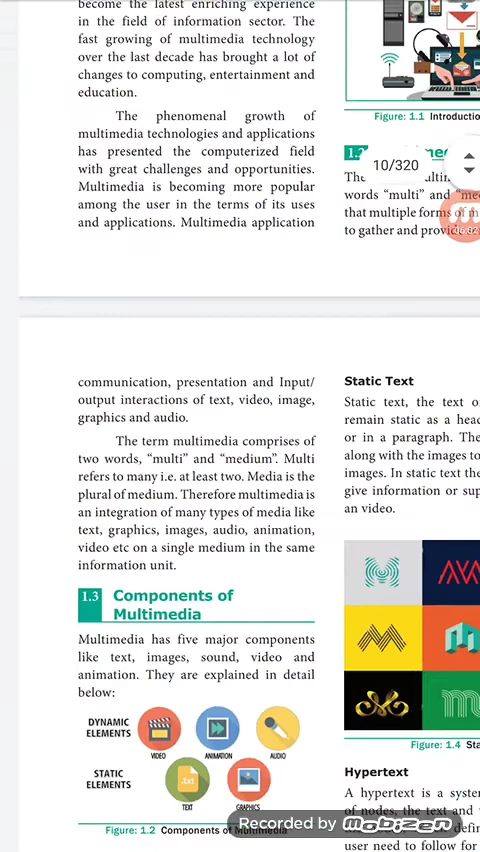 become the latest enriching experience
in the field of information sector. The
fast growing of multimedia technology
over the last decade has brought a lot of
changes to computing, entertainment and
education.
The phenomenal growth of
multimedia technologies and applications
has presented the computerized field
with great challenges and opportunities.
Multimedia is becoming more popular
among the user in the terms of its uses
and applications. Multimedia application
Figure: 1.1 Introductio
10/320
The
words “multi” and “me
that multiple forms of m
to gather and provi
communication, presentation and Input/
output interactions of text, video, image,
graphics and audio.
The term multimedia comprises of
two words, “multi” and “medium”. Multi
refers to many i.e. at least two. Media is the
plural of medium. Therefore multimedia is
an integration of many types of media like
text, graphics, images, audio, animation,
video etc on a single medium in the same
information unit.
1.3 Components of
Multimedia
Multimedia has five major components
like text, images, sound, video and
animation. They are explained in detail
below:
DYNAMIC
ELEMENTS
VIDEO
ANIMATION
AUDIO
STATIC
ELEMENTS
.txt
TEXT
GRAPHICS
Figure: 1.2 Components of Multimedia
Static Text
Static text, the text o
remain static as a head
or in a paragraph. The
along with the images to
images. In static text the
give information or sup
an video.
Figure: 1.4 Sta
Hypertext
A hypertext is a syste
of nodes, the text and
defin
user need to follow for
Recorded by Mobizen